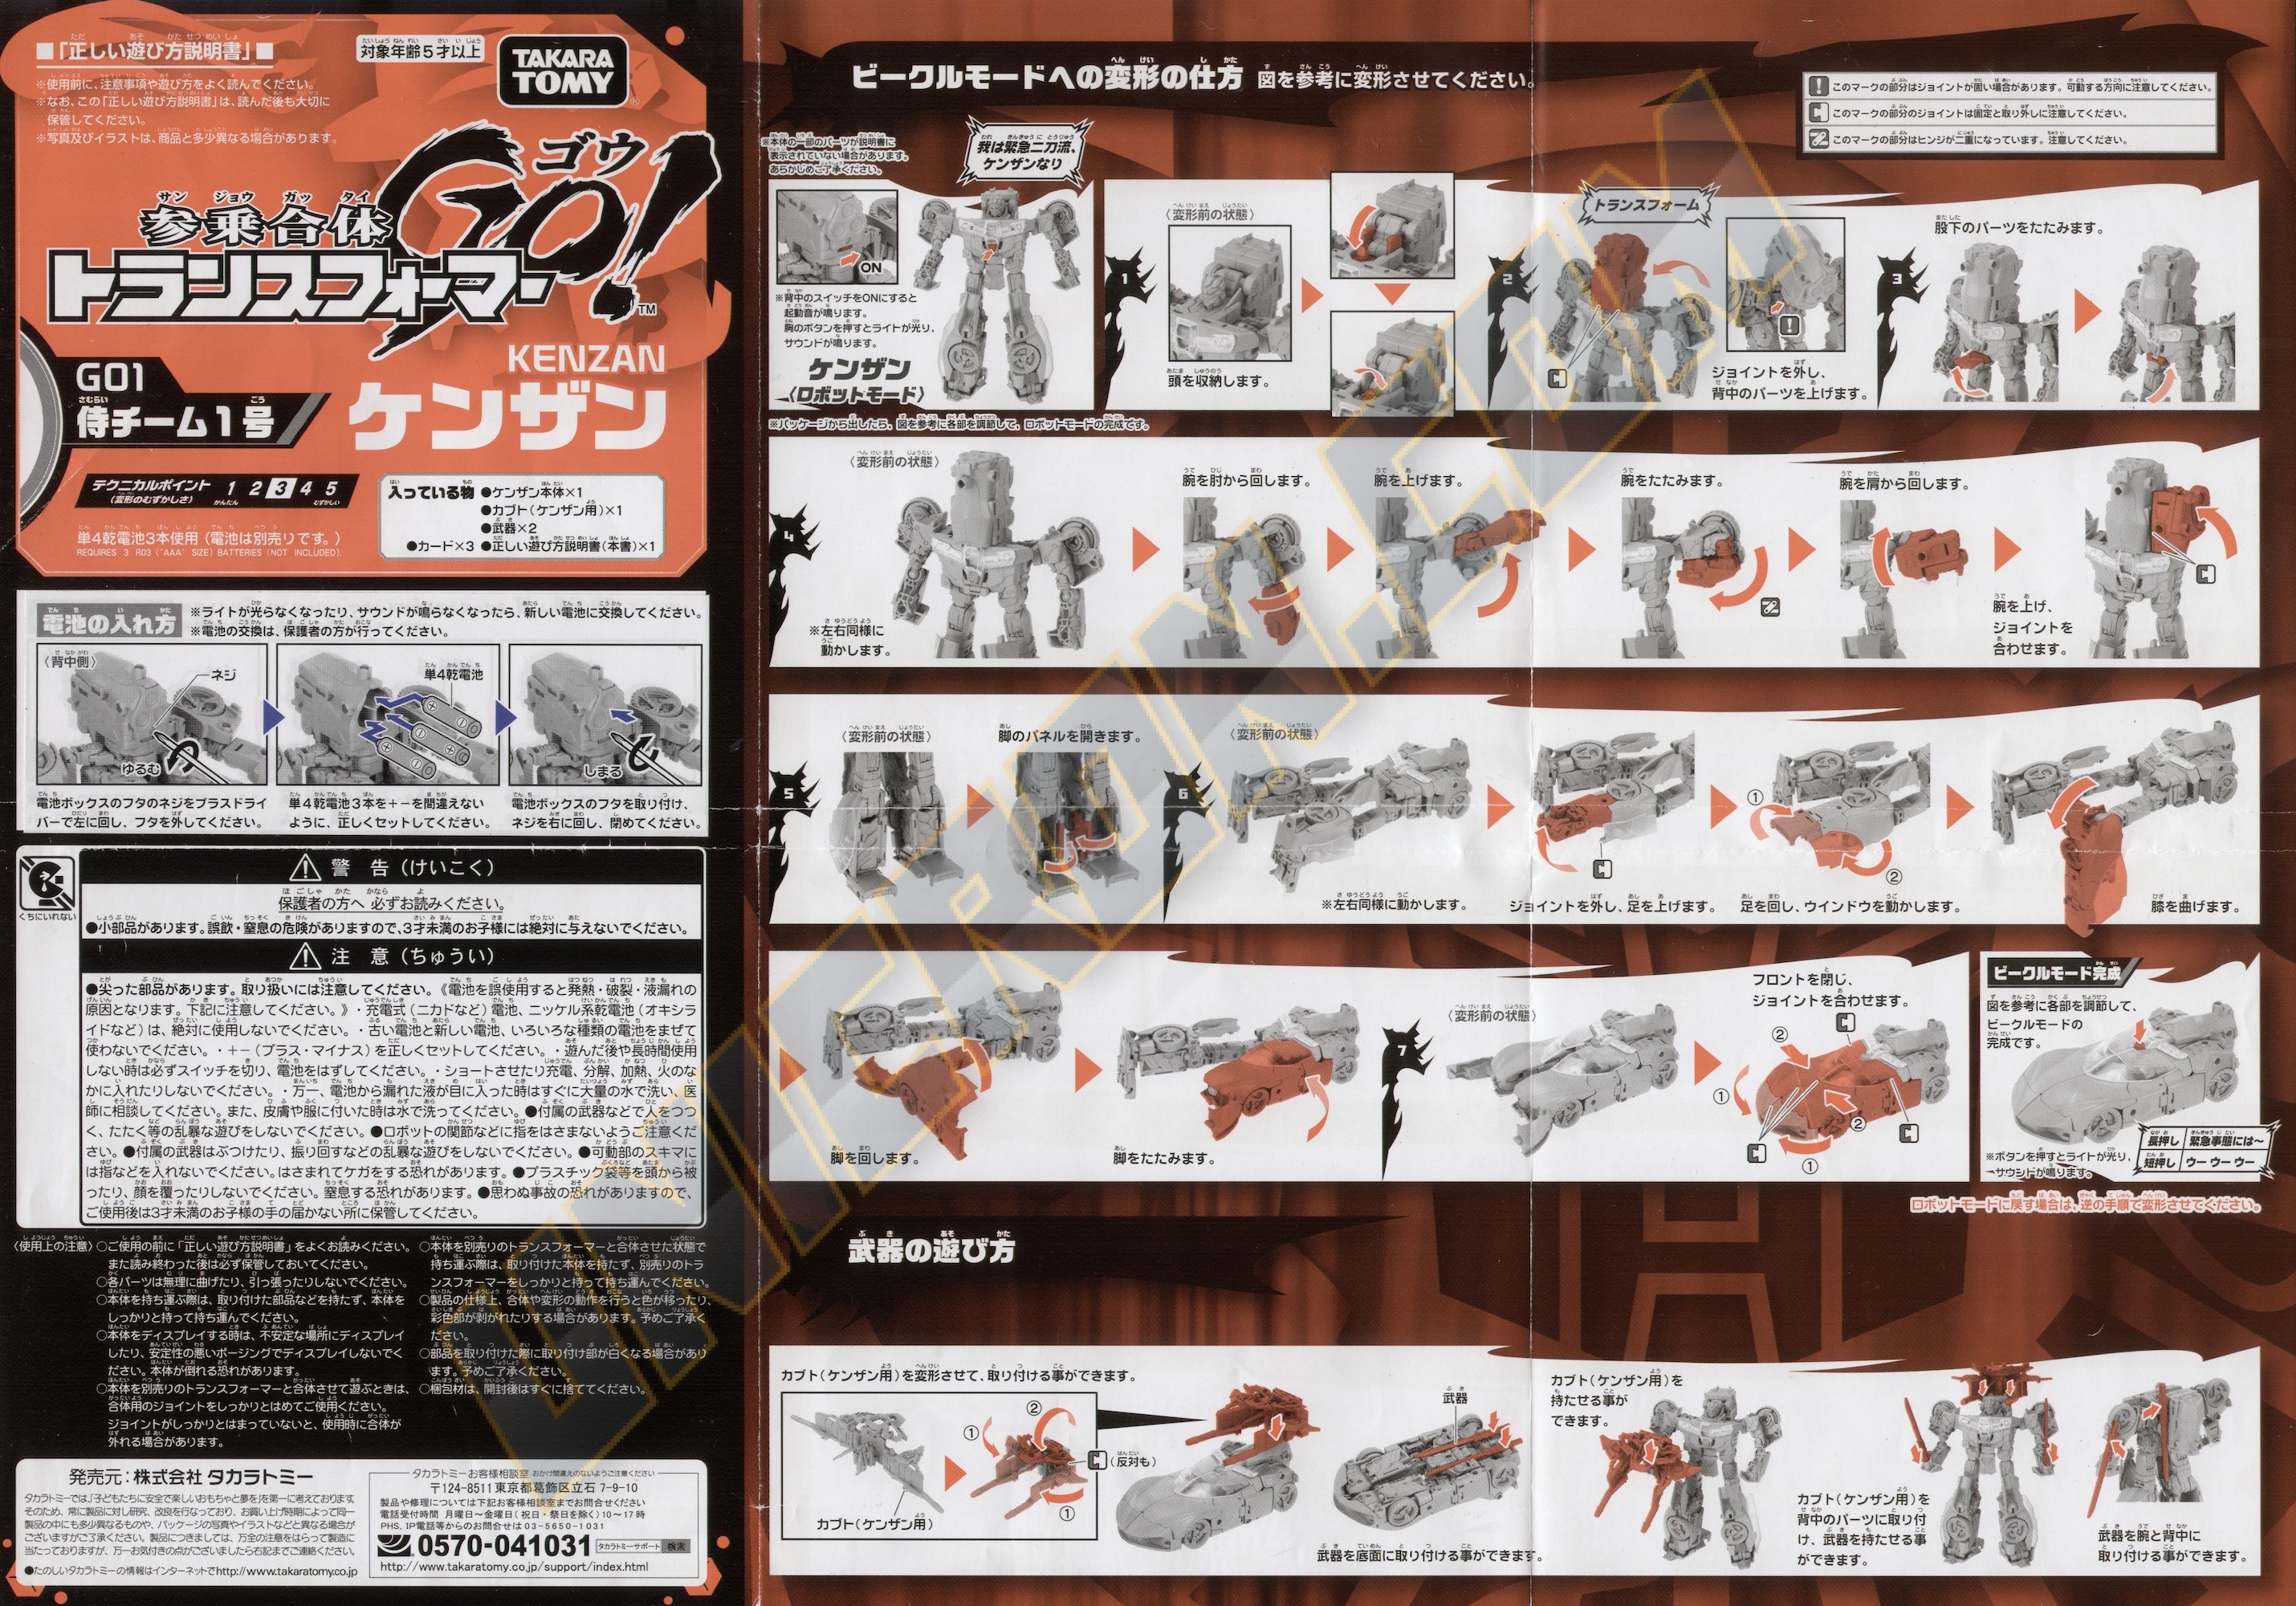 ■「正しい遊び方説明書」■
対象年齢5才以上
TAKARA
TOMY
※使用前に、注意事項や遊び方をよく読んでください。
※なお、この「正しい遊び方説明書」は、読んだ後も大切に
保管してください。
※写真及びイラストは、商品と多少異なる場合があります。
サン ジョウ ガッ タイ
参乗合体
トランスフォーマー
ゴウ
GO!
TM
G01
侍チーム1号
KENZAN
ケンザン
テクニカルポイント 1 2 3 4 5
(変形のむずかしさ) かんたん むずかしい
単4乾電池3本使用(電池は別売りです。)
REQUIRES 3 R03 ("AAA" SIZE) BATTERIES (NOT INCLUDED).
入っている物 ●ケンザン本体×1
●カブト(ケンザン用)×1
●武器×2
●カード×3 ●正しい遊び方説明書(本書)×1
電池の入れ方
※ライトが光らなくなったり、サウンドが鳴らなくなったら、新しい電池に交換してください。
※電池の交換は、保護者の方が行ってください。
〈背中側〉
ネジ
ゆるむ
単4乾電池
しまる
電池ボックスのフタのネジをプラスドライ
バーで左に回し、フタを外してください。
単4乾電池3本を+−を間違えない
ように、正しくセットしてください。
電池ボックスのフタを取り付け、
ネジを右に回し、閉めてください。
くちにいれない
警 告(けいこく)
保護者の方へ 必ずお読みください。
●小部品があります。誤飲・窒息の危険がありますので、3才未満のお子様には絶対に与えないでください。
注 意(ちゅうい)
●尖った部品があります。取り扱いには注意してください。《電池を誤使用すると発熱・破裂・液漏れの
原因となります。下記に注意してください。》・充電式(ニカドなど)電池、ニッケル系乾電池(オキシラ
イドなど)は、絶対に使用しないでください。・古い電池と新しい電池、いろいろな種類の電池をまぜて
使わないでください。・+−(プラス・マイナス)を正しくセットしてください。・遊んだ後や長時間使用
しない時は必ずスイッチを切り、電池をはずしてください。・ショートさせたり充電、分解、加熱、火のな
かに入れたりしないでください。・万一、電池から漏れた液が目に入った時はすぐに大量の水で洗い、医
師に相談してください。また、皮膚や服に付いた時は水で洗ってください。●付属の武器などで人をつつ
く、たたく等の乱暴な遊びをしないでください。●ロボットの関節などに指をはさまないようご注意くだ
さい。●付属の武器はぶつけたり、振り回すなどの乱暴な遊びをしないでください。●可動部のスキマに
は指などを入れないでください。はさまれてケガをする恐れがあります。●プラスチック袋等を頭から被
ったり、顔を覆ったりしないでください。窒息する恐れがあります。●思わぬ事故の恐れがありますので、
ご使用後は3才未満のお子様の手の届かない所に保管してください。
〈使用上の注意〉○ご使用の前に「正しい遊び方説明書」をよくお読みください。
また読み終わった後は必ず保管しておいてください。
○各パーツは無理に曲げたり、引っ張ったりしないでください。
○本体を持ち運ぶ際は、取り付けた部品などを持たず、本体を
しっかりと持って持ち運んでください。
○本体をディスプレイする時は、不安定な場所にディスプレイ
したり、安定性の悪いポージングでディスプレイしないでく
ださい。本体が倒れる恐れがあります。
○本体を別売りのトランスフォーマーと合体させて遊ぶときは、
合体用のジョイントをしっかりとはめてご使用ください。
ジョイントがしっかりとはまっていないと、使用時に合体が
外れる場合があります。
○本体を別売りのトランスフォーマーと合体させた状態で
持ち運ぶ際は、取り付けた本体を持たず、別売りのトラ
ンスフォーマーをしっかりと持って持ち運んでください。
○製品の仕様上、合体や変形の動作を行うと色が移ったり、
彩色部が剥がれたりする場合があります。予めご了承く
ださい。
○部品を取り付けた際に取り付け部が白くなる場合があり
ます。予めご了承ください。
○梱包材は、開封後はすぐに捨ててください。
発売元:株式会社 タカラトミー
タカラトミーでは、「子どもたちに安全で楽しいおもちゃと夢を」を第一に考えております。
そのため、常に製品に対し研究、改良を行なっており、お買い上げ時期によって同一
製品の中にも多少異なるものや、パッケージの写真やイラストなどと異なる場合が
ございますがご了承ください。製品につきましては、万全の注意をはらって製造に
当たっておりますが、万一お気付きの点がございましたら右記までご連絡ください。
●たのしいタカラトミーの情報はインターネットでhttp://www.takaratomy.co.jp
タカラトミーお客様相談室 おかけ間違えのないようご注意ください
〒124-8511 東京都葛飾区立石 7-9-10
製品や修理については下記お客様相談室までお問合せください
電話受付時間 月曜日〜金曜日(祝日・祭日を除く)10〜17時
PHS、IP電話等からのお問合せは 03-5650-1031
0570-041031 タカラトミーサポート 検索
http://www.takaratomy.co.jp/support/index.html
ビークルモードへの変形の仕方 図を参考に変形させてください。
このマークの部分はジョイントが固い場合があります。可動する方向に注意してください。
このマークの部分のジョイントは固定と取り外しに注意してください。
このマークの部分はヒンジが二重になっています。注意してください。
※本体の一部のパーツが説明書に
表示されていない場合があります。
あらかじめご了承ください。
我は緊急二刀流、
ケンザンなり
ON
※背中のスイッチをONにすると
起動音が鳴ります。
胸のボタンを押すとライトが光り、
サウンドが鳴ります。
ケンザン
〈ロボットモード〉
※パッケージから出したら、図を参考に各部を調節して、ロボットモードの完成です。
1
〈変形前の状態〉
頭を収納します。
2
トランスフォーム
ジョイントを外し、
背中のパーツを上げます。
3
股下のパーツをたたみます。
4
〈変形前の状態〉
※左右同様に
動かします。
腕を肘から回します。
腕を上げます。
腕をたたみます。
腕を肩から回します。
腕を上げ、
ジョイントを
合わせます。
5
〈変形前の状態〉
脚のパネルを開きます。
6
〈変形前の状態〉
※左右同様に動かします。
ジョイントを外し、足を上げます。
①
②
足を回し、ウインドウを動かします。
膝を曲げます。
脚を回します。
脚をたたみます。
7
〈変形前の状態〉
フロントを閉じ、
ジョイントを合わせます。
②
①
②
①
ビークルモード完成
図を参考に各部を調節して、
ビークルモードの
完成です。
※ボタンを押すとライトが光り、
サウンドが鳴ります。
長押し 緊急事態には〜
短押し ウー ウー ウー
ロボットモードに戻す場合は、逆の手順で変形させてください。
武器の遊び方
カブト(ケンザン用)を変形させて、取り付ける事ができます。
カブト(ケンザン用)
①
②
①
(反対も)
武器
武器を底面に取り付ける事ができます。
カブト(ケンザン用)を
持たせる事が
できます。
カブト(ケンザン用)を
背中のパーツに取り付
け、武器を持たせる事
ができます。
武器を腕と背中に
取り付ける事ができます。